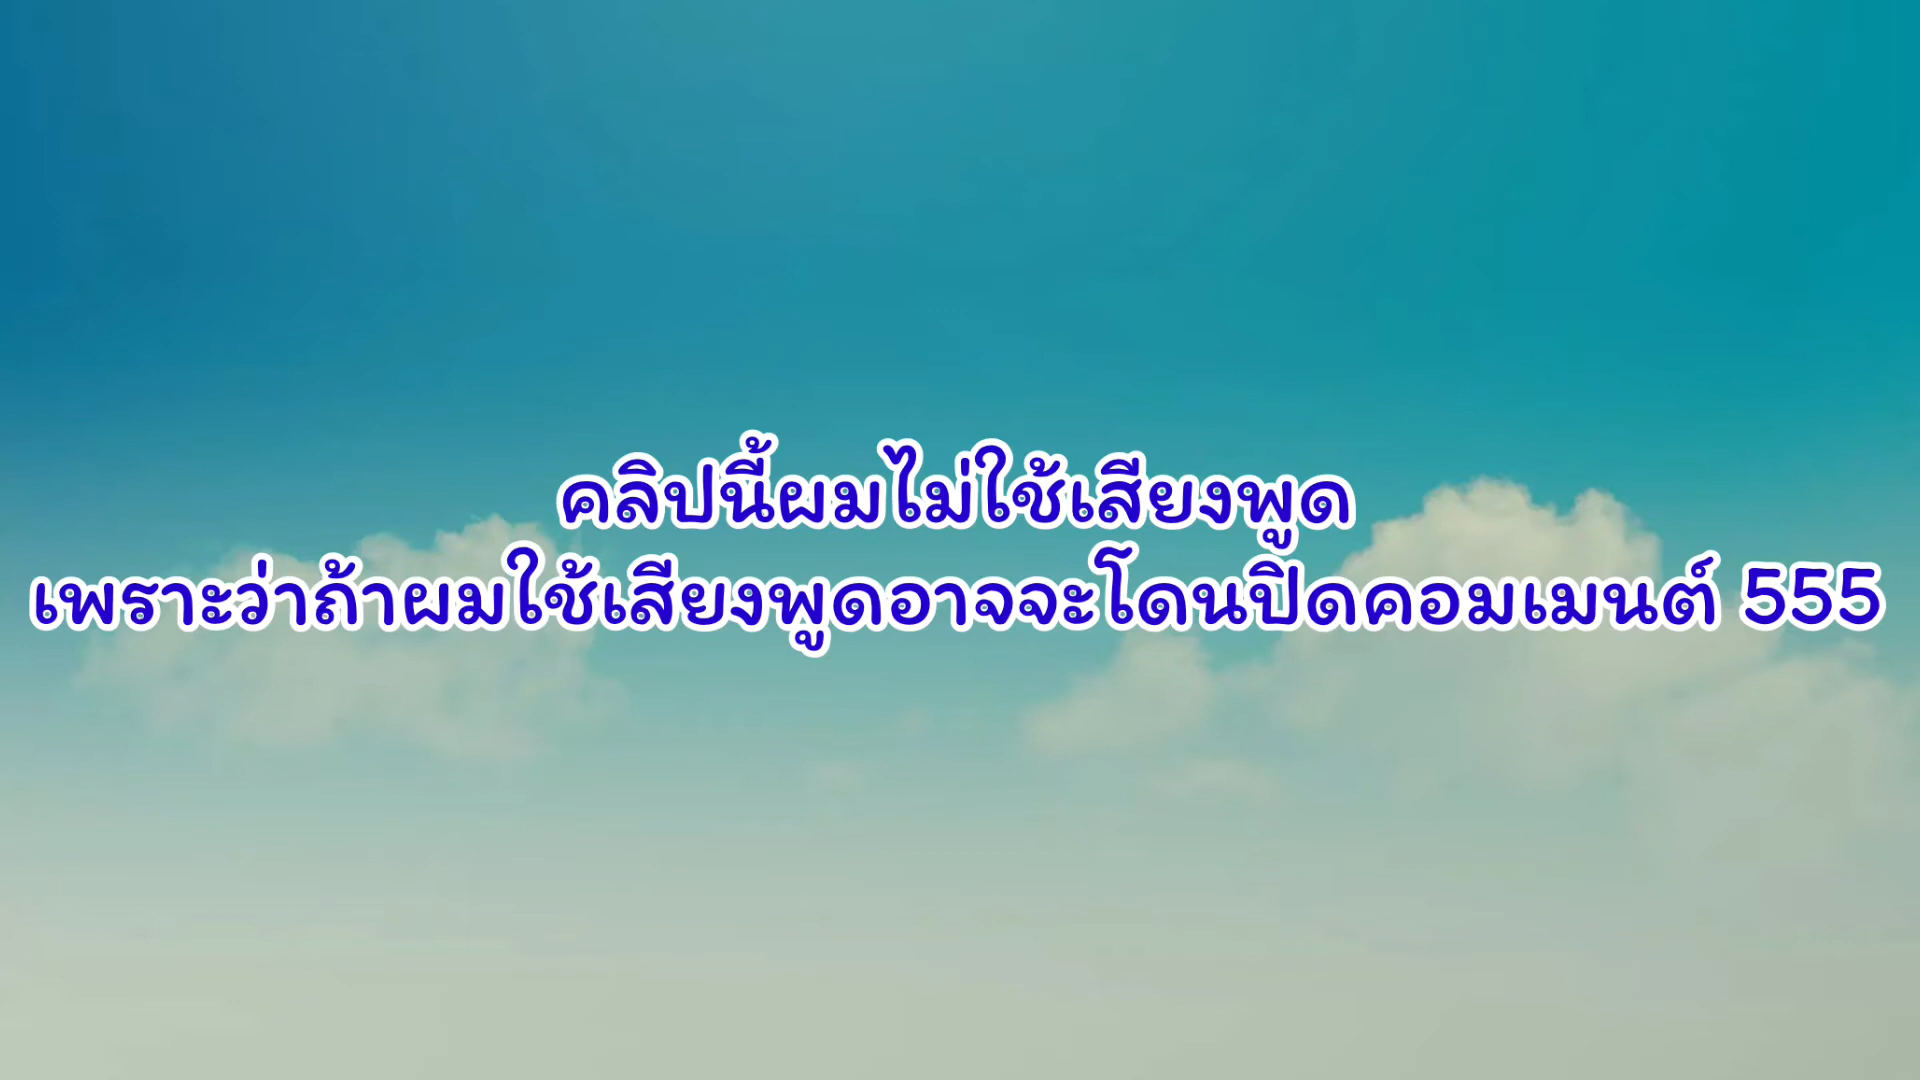 คลิปนี้ผมไม่ใช้เสียงพูด
เพราะว่าถ้าผมใช้เสียงพูดอาจจะโดนปิดคอมเมนต์ 555